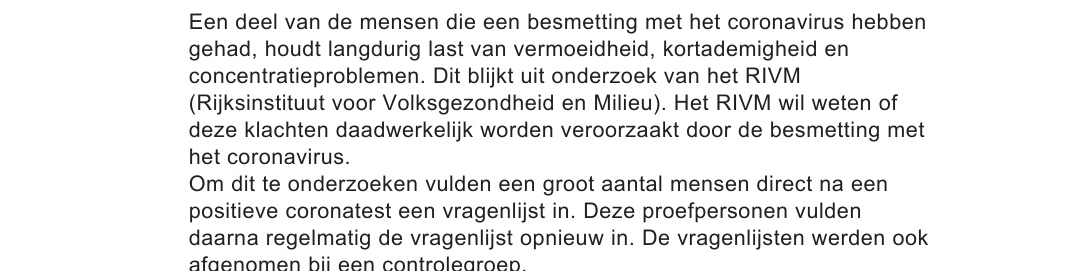 Een deel van de mensen die een besmetting met het coronavirus hebben
gehad, houdt langdurig last van vermoeidheid, kortademigheid en
concentratieproblemen. Dit blijkt uit onderzoek van het RIVM
(Rijksinstituut voor Volksgezondheid en Milieu). Het RIVM wil weten of
deze klachten daadwerkelijk worden veroorzaakt door de besmetting met
het coronavirus.
Om dit te onderzoeken vulden een groot aantal mensen direct na een
positieve coronatest een vragenlijst in. Deze proefpersonen vulden
daarna regelmatig de vragenlijst opnieuw in. De vragenlijsten werden ook
afgenomen bij een controlegroep.